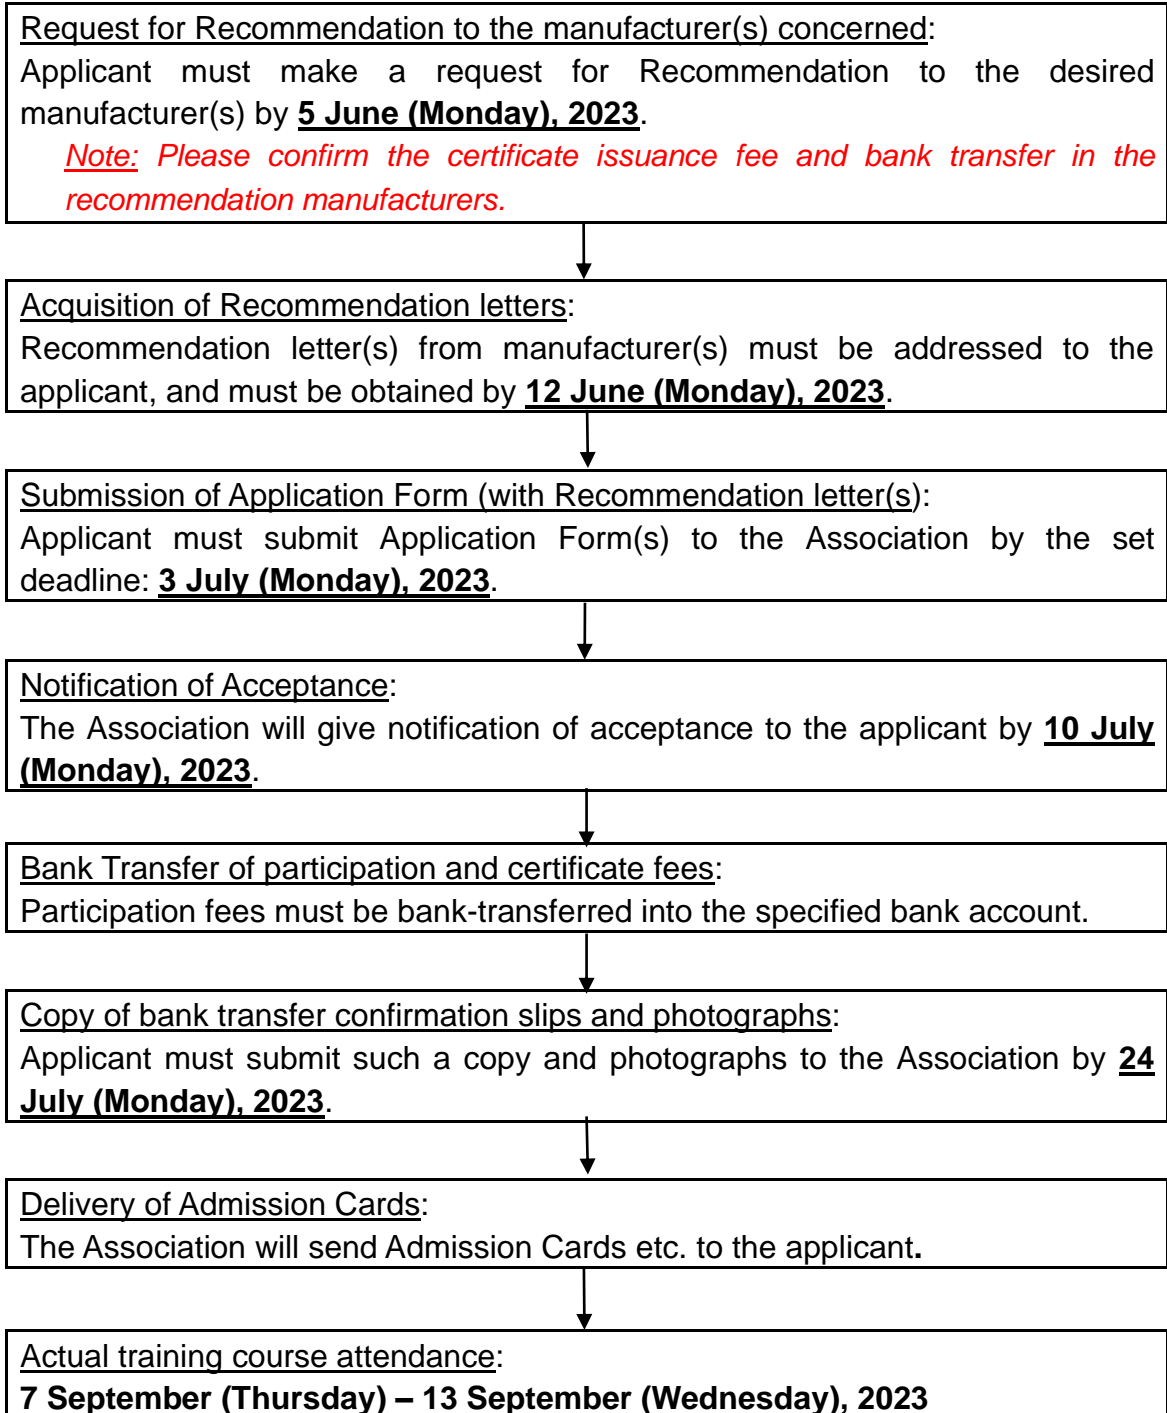 Request for Recommendation to the manufacturer(s) concerned:
Applicant must make a request for Recommendation to the desired
manufacturer(s) by 5 June (Monday), 2023.
Note: Please confirm the certificate issuance fee and bank transfer in the
recommendation manufacturers.
Acquisition of Recommendation letters:
Recommendation letter(s) from manufacturer(s) must be addressed to the
applicant, and must be obtained by 12 June (Monday), 2023.
Submission of Application Form (with Recommendation letter(s):
Applicant must submit Application Form(s) to the Association by the set
deadline: 3 July (Monday), 2023.
Notification of Acceptance:
The Association will give notification of acceptance to the applicant by 10 July
(Monday), 2023.
Bank Transfer of participation and certificate fees:
Participation fees must be bank-transferred into the specified bank account.
Copy of bank transfer confirmation slips and photographs:
Applicant must submit such a copy and photographs to the Association by 24
July (Monday), 2023.
Delivery of Admission Cards:
The Association will send Admission Cards etc. to the applicant.
Actual training course attendance:
7 September (Thursday) – 13 September (Wednesday), 2023